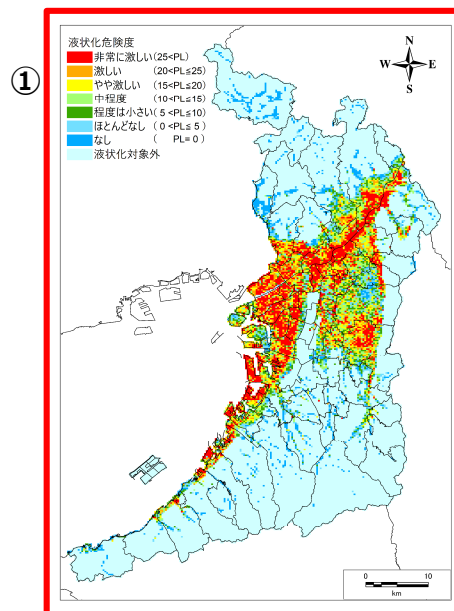 ①
液状化危険度
非常に激しい(25<PL)
激しい (20<PL≦25)
やや激しい (15<PL≦20)
中程度 (10<PL≦15)
程度は小さい( 5<PL≦10)
ほとんどなし ( 0 <PL≦ 5 )
なし ( PL= 0 )
液状化対象外
N
W E
S
0 10
km